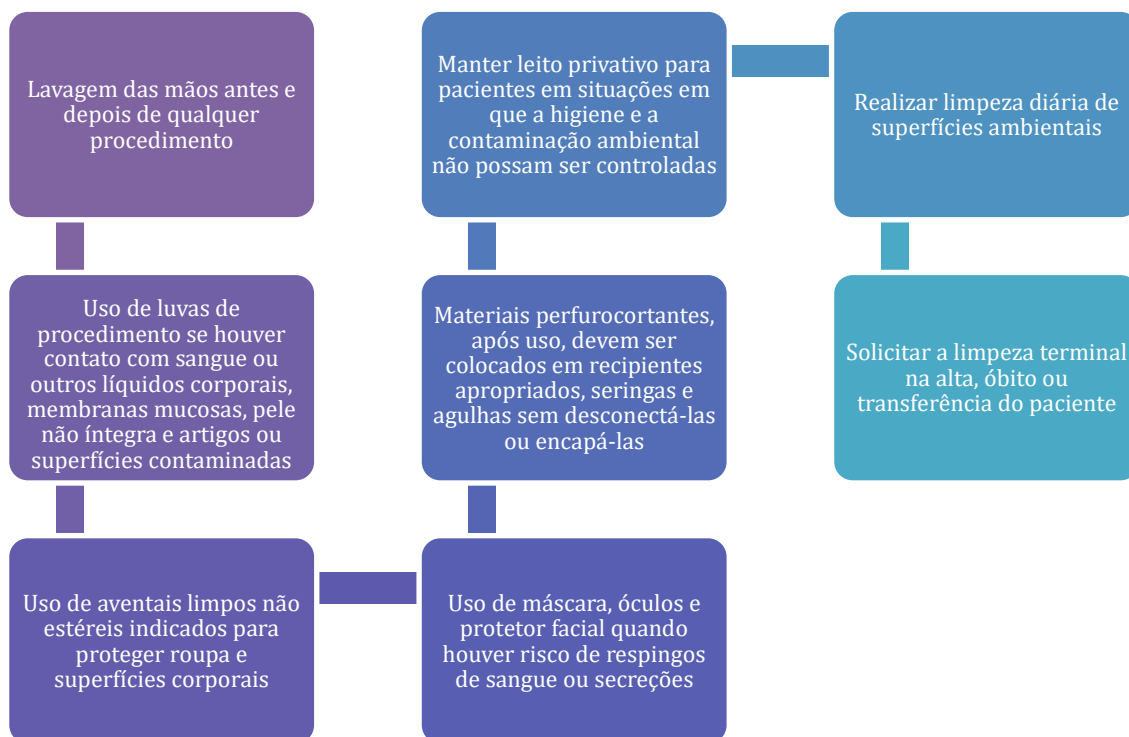 Lavagem das mãos antes e
depois de qualquer
procedimento
Uso de luvas de
procedimento se houver
contato com sangue ou
outros líquidos corporais,
membranas mucosas, pele
não íntegra e artigos ou
superfícies contaminadas
Uso de aventais limpos não
estéreis indicados para
proteger roupa e
superfícies corporais
Uso de máscara, óculos e
protetor facial quando
houver risco de respingos
de sangue ou secreções
Materiais perfurocortantes,
após uso, devem ser
colocados em recipientes
apropriados, seringas e
agulhas sem desconectá-las
ou encapá-las
Manter leito privativo para
pacientes em situações em
que a higiene e a
contaminação ambiental
não possam ser controladas
Realizar limpeza diária de
superfícies ambientais
Solicitar a limpeza terminal
na alta, óbito ou
transferência do paciente